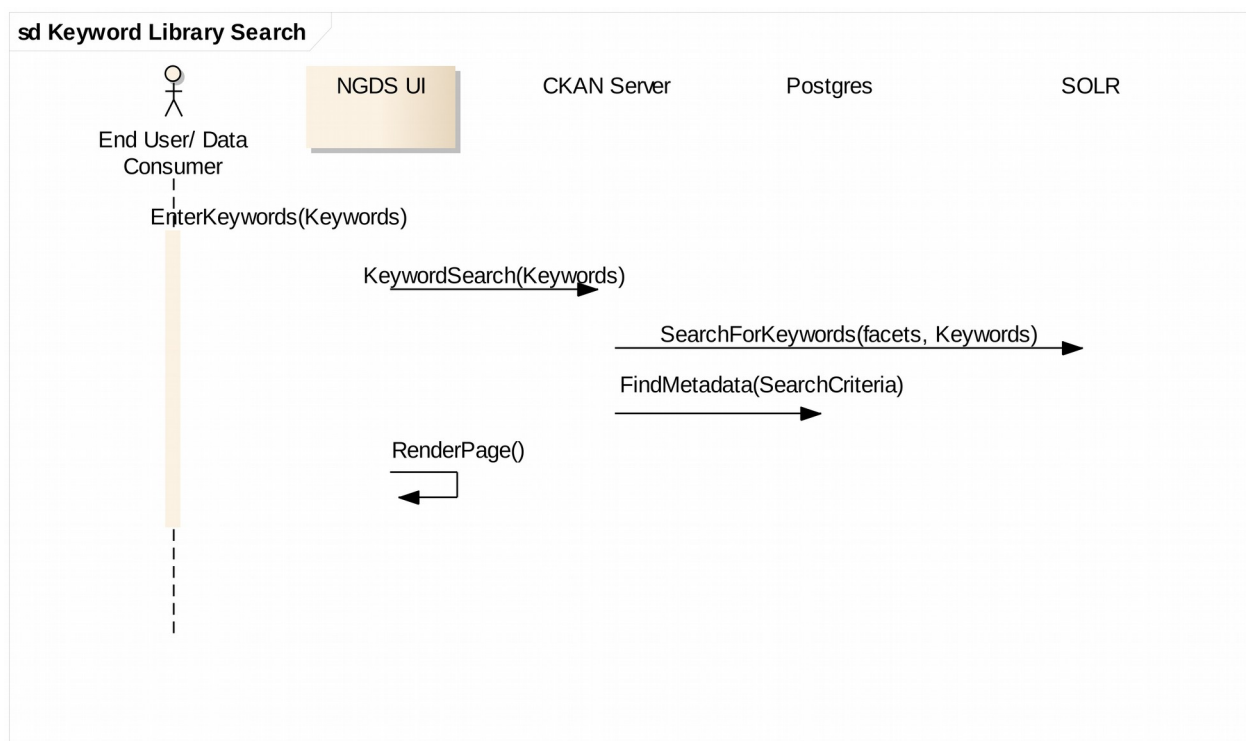 sd Keyword Library Search
NGDS UI
CKAN Server
Postgres
SOLR
End User/ Data
Consumer
EnterKeywords(Keywords)
KeywordSearch(Keywords)
SearchForKeywords(facets, Keywords)
FindMetadata(SearchCriteria)
RenderPage()